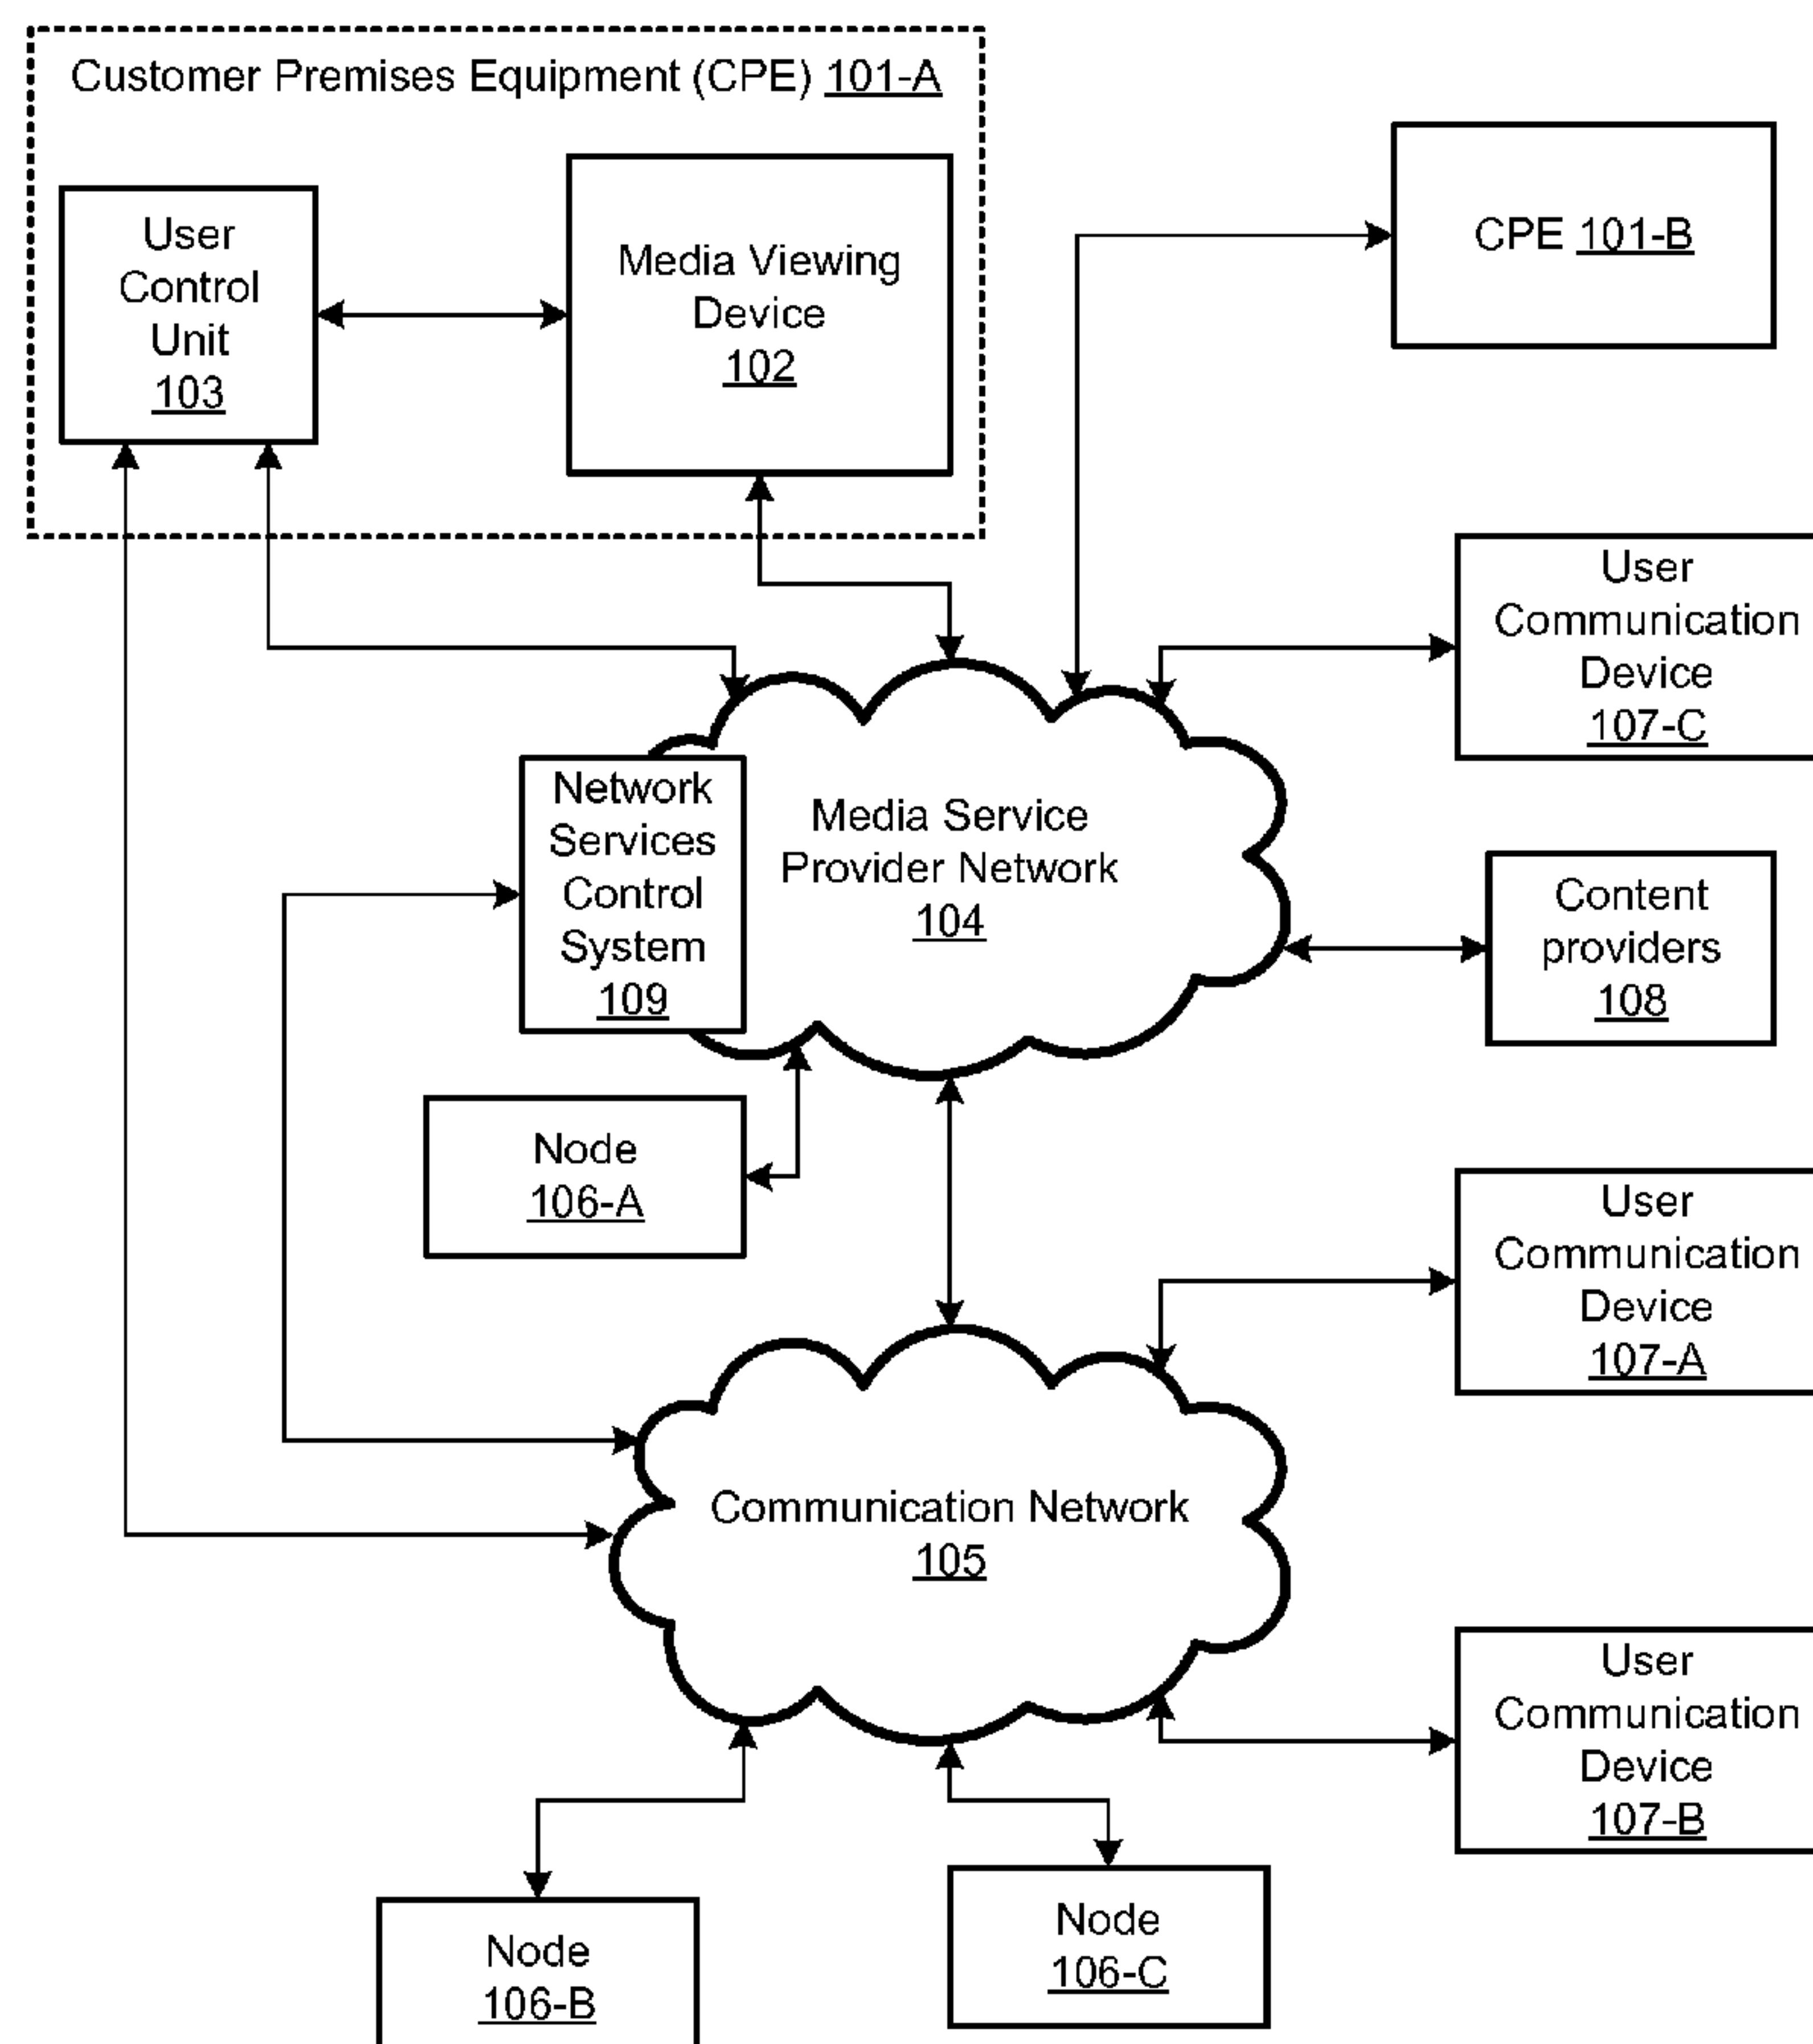 Customer Premises Equipment (CPE) 101-A
User
Control
Unit
103
Media Viewing
Device
102
CPE 101-B
User
Communication
Device
107-C
Network
Services
Control
System
109
Media Service
Provider Network
104
Content
providers
108
Node
106-A
User
Communication
Device
107-A
Communication Network
105
User
Communication
Device
107-B
Node
106-B
Node
106-C